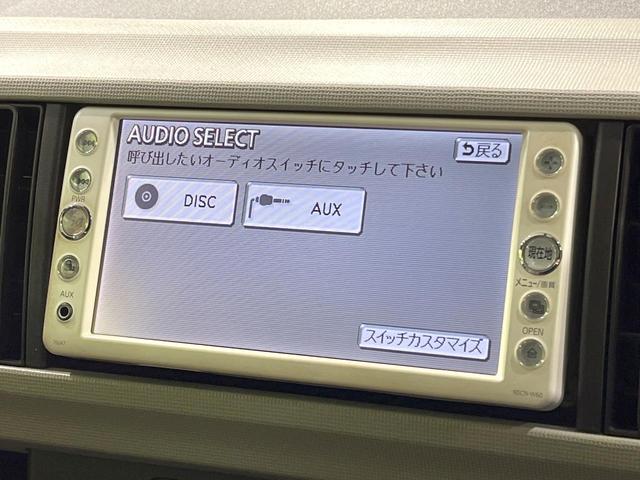 AUDIO SELECT
戻る
呼び出したいオーディオスイッチにタッチして下さい
DISC
AUX
スイッチカスタマイズ
PWR
AUX
現在地
メニュー/画質
OPEN
NSCN-W60